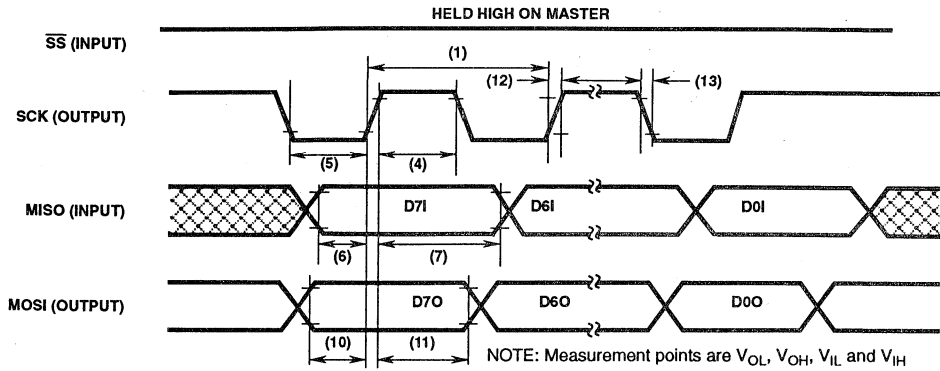 HELD HIGH ON MASTER
SS (INPUT)
(1)
(12)
(13)
SCK (OUTPUT)
(5)
(4)
MISO (INPUT)
D7I
D6I
D0I
(6)
(7)
MOSI (OUTPUT)
D7O
D6O
D0O
(10)
(11)
NOTE: Measurement points are VOL, VOH, VIL and VIH